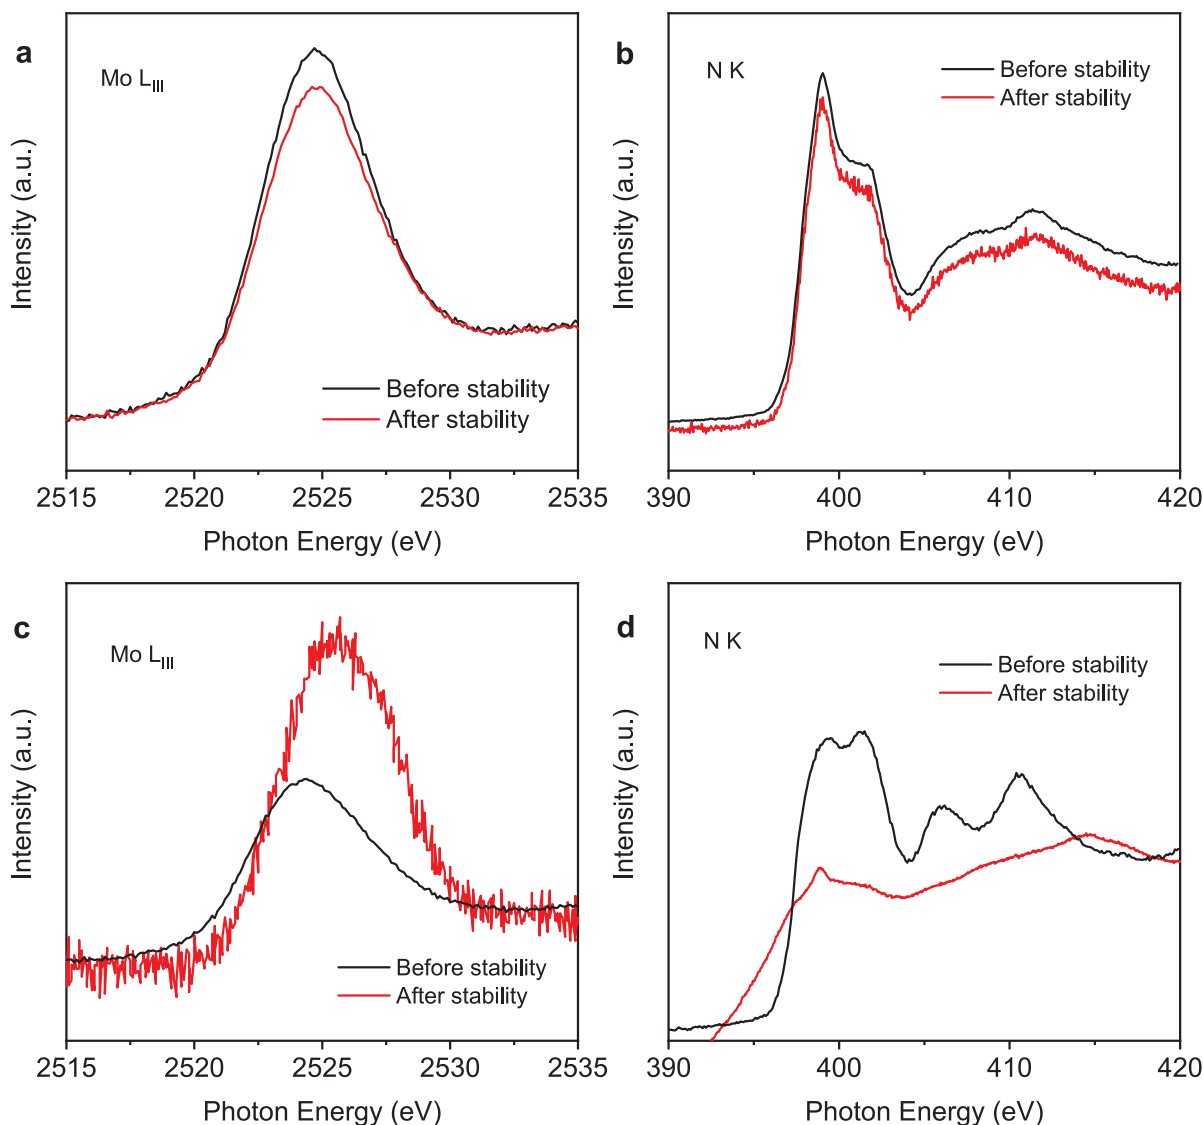 a
Mo L_III
Before stability
After stability
Intensity (a.u.)
2515 2520 2525 2530 2535
Photon Energy (eV)
b
N K
Before stability
After stability
Intensity (a.u.)
390 400 410 420
Photon Energy (eV)
c
Mo L_III
Before stability
After stability
Intensity (a.u.)
2515 2520 2525 2530 2535
Photon Energy (eV)
d
N K
Before stability
After stability
Intensity (a.u.)
390 400 410 420
Photon Energy (eV)